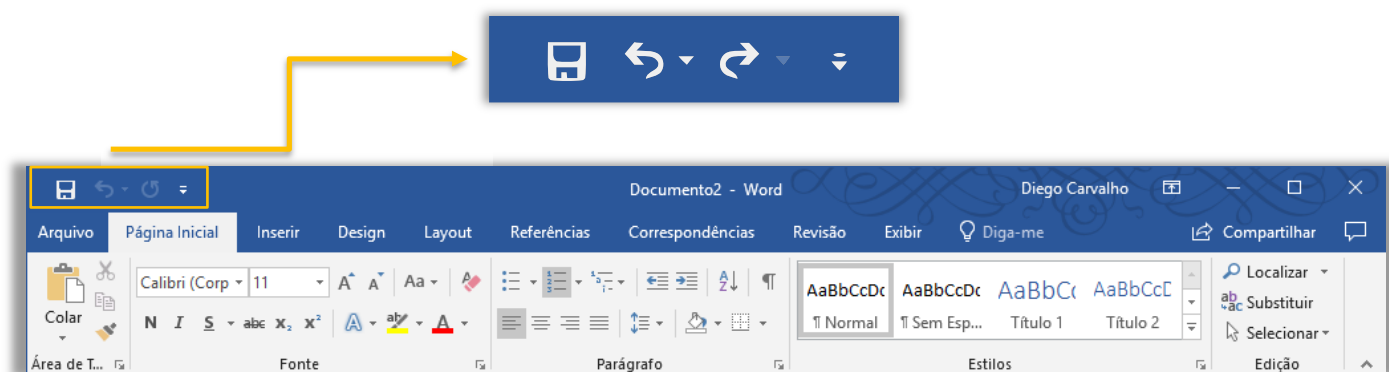 Documento2 - Word
Diego Carvalho
Arquivo Página Inicial Inserir Design Layout Referências Correspondências Revisão Exibir Diga-me Compartilhar
Calibri (Corp 11 A A Aa
AaBbCcDc AaBbCcDc AaBbC AaBbCcD
Localizar
Substituir
Selecionar
Colar
N I S abc X₂ X² A ab A
¶ Normal ¶ Sem Esp... Título 1 Título 2
Área de T... Fonte Parágrafo Estilos Edição